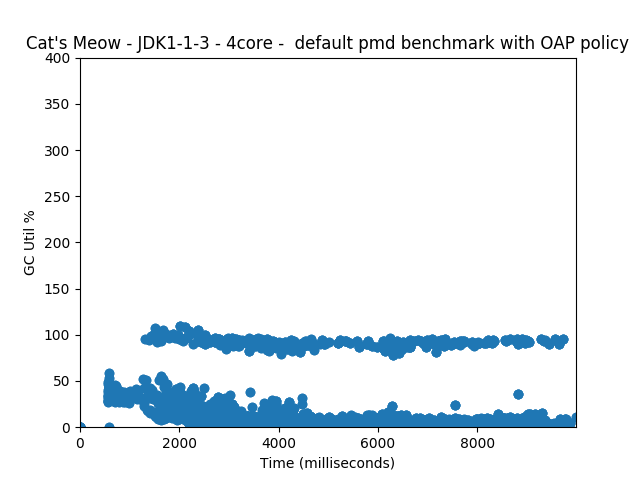 Cat's Meow - JDK1-1-3 - 4core -  default pmd benchmark with OAP policy
400
350
300
250
200
150
100
50
0
GC Util %
0 2000 4000 6000 8000
Time (milliseconds)